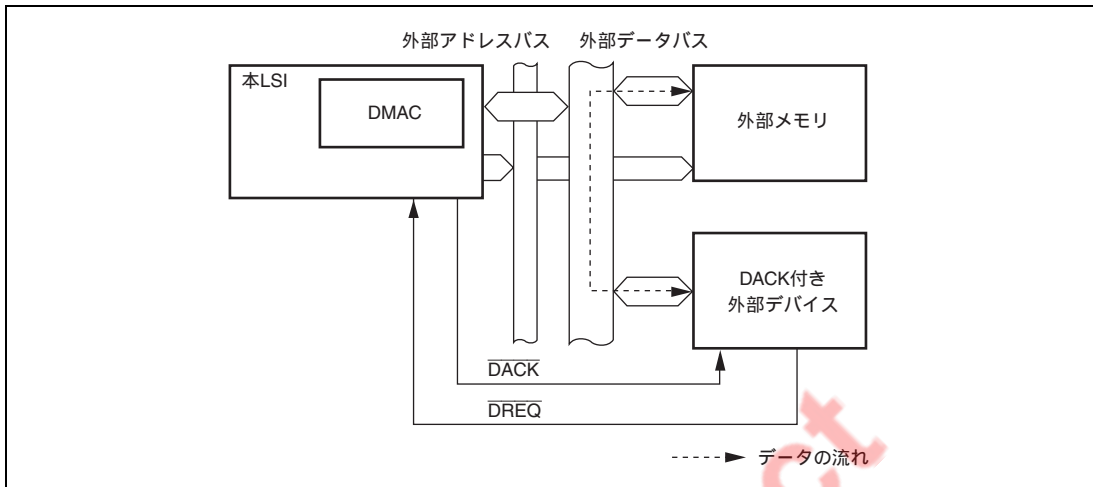 外部アドレスバス 外部データバス
本LSI
DMAC
外部メモリ
DACK付き
外部デバイス
DACK
DREQ
データの流れ
ct